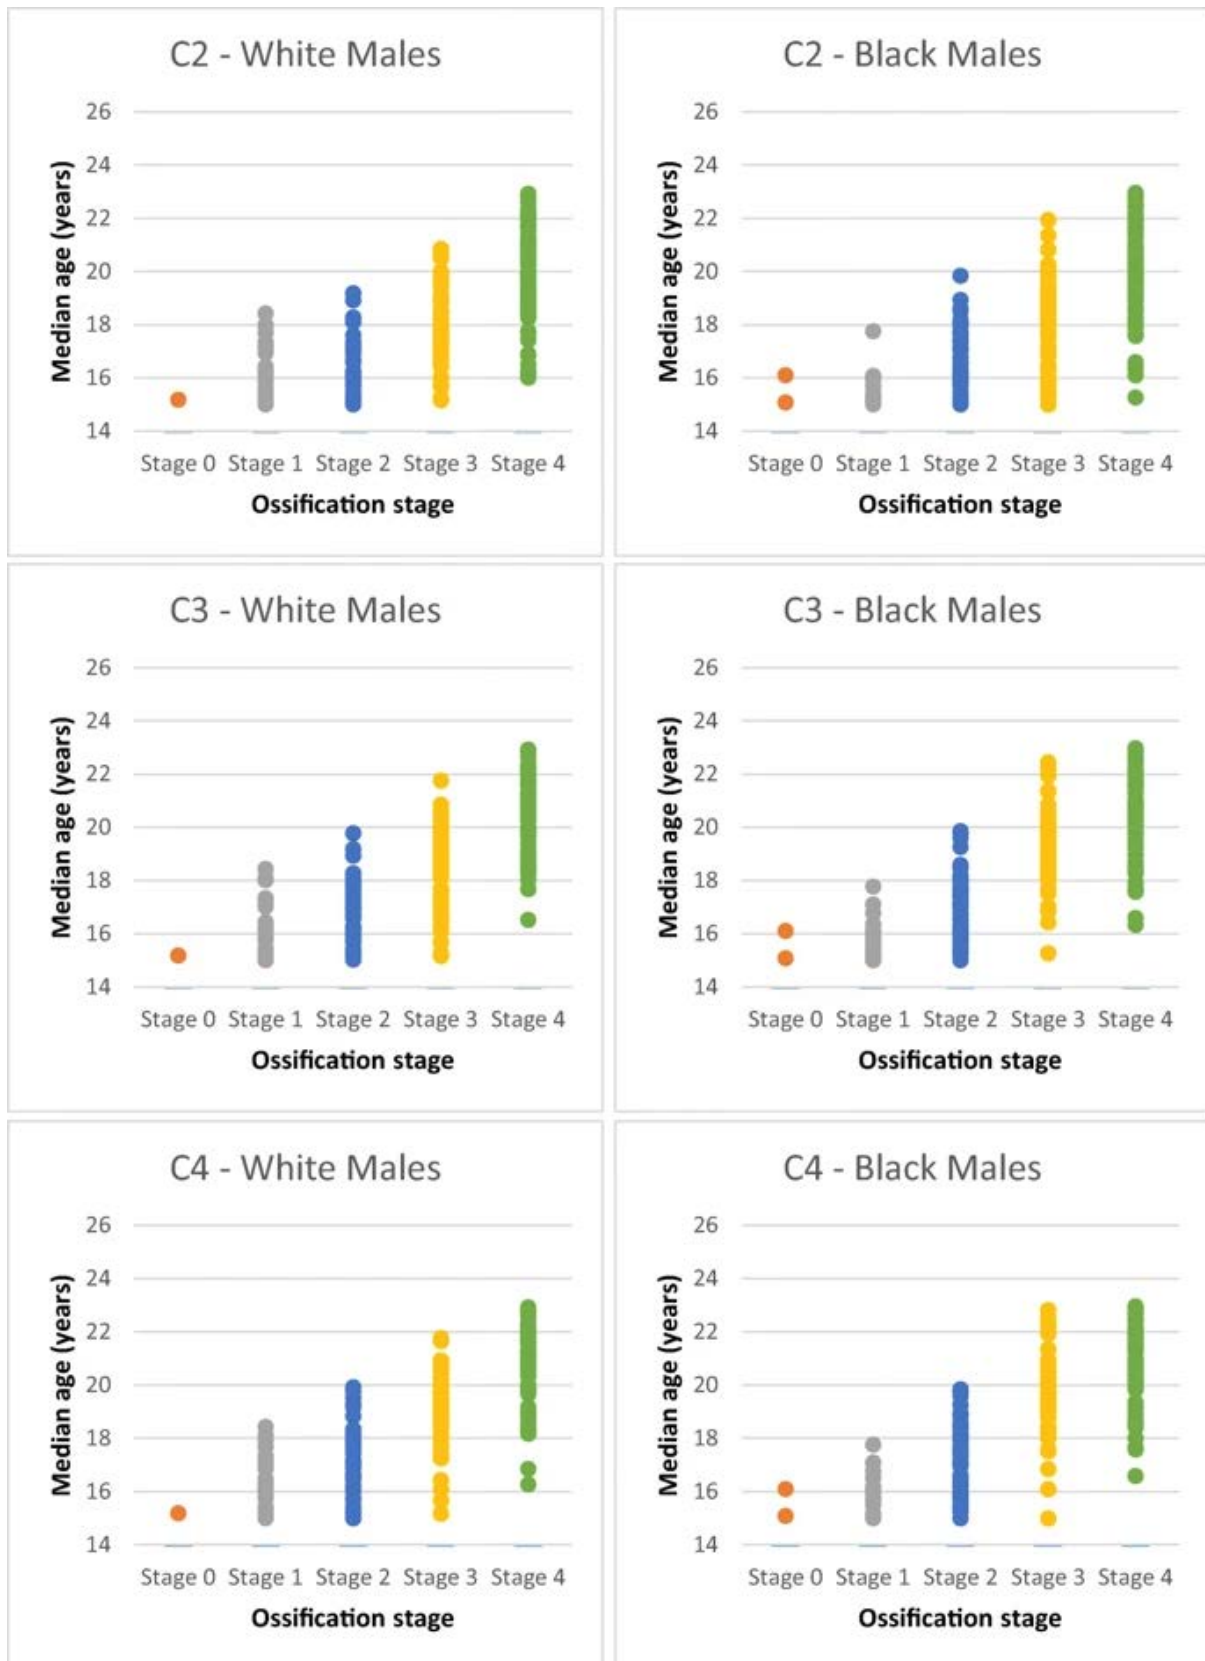 C2 - White Males
26
24
22
20
18
16
14
Median age (years)
Stage 0 Stage 1 Stage 2 Stage 3 Stage 4
Ossification stage
C2 - Black Males
26
24
22
20
18
16
14
Median age (years)
Stage 0 Stage 1 Stage 2 Stage 3 Stage 4
Ossification stage
C3 - White Males
26
24
22
20
18
16
14
Median age (years)
Stage 0 Stage 1 Stage 2 Stage 3 Stage 4
Ossification stage
C3 - Black Males
26
24
22
20
18
16
14
Median age (years)
Stage 0 Stage 1 Stage 2 Stage 3 Stage 4
Ossification stage
C4 - White Males
26
24
22
20
18
16
14
Median age (years)
Stage 0 Stage 1 Stage 2 Stage 3 Stage 4
Ossification stage
C4 - Black Males
26
24
22
20
18
16
14
Median age (years)
Stage 0 Stage 1 Stage 2 Stage 3 Stage 4
Ossification stage